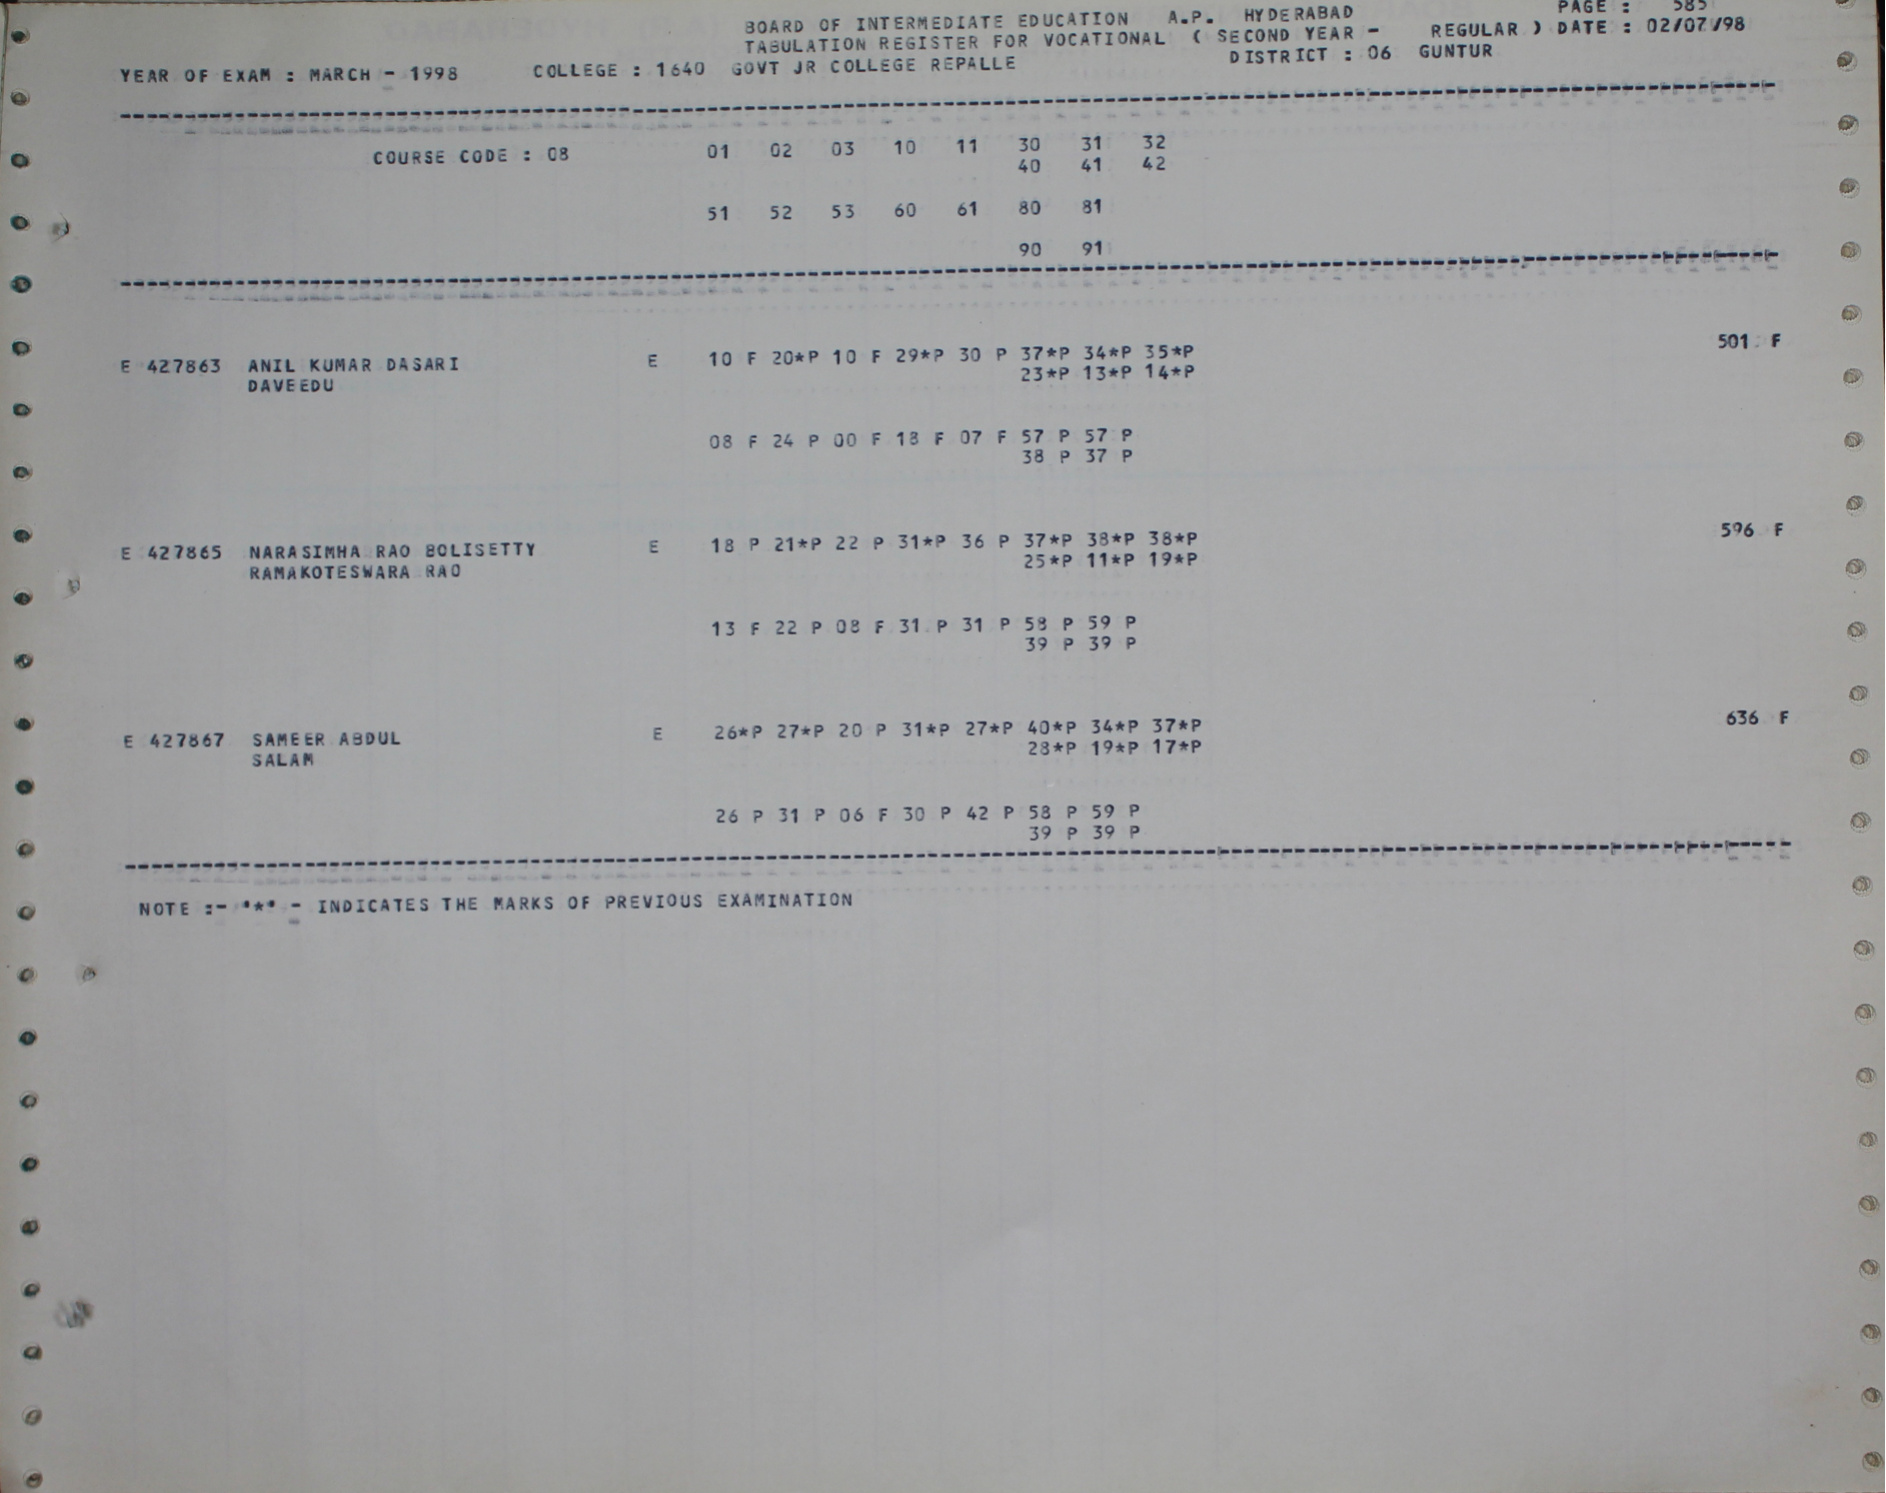 BOARD OF INTERMEDIATE EDUCATION A.P. HYDERABAD PAGE : 585
TABULATION REGISTER FOR VOCATIONAL ( SECOND YEAR - REGULAR ) DATE : 02/07/98
YEAR OF EXAM : MARCH - 1998 COLLEGE : 1640 GOVT JR COLLEGE REPALLE DISTRICT : 06 GUNTUR
COURSE CODE : 08 01 02 03 10 11 30 31 32
40 41 42
51 52 53 60 61 80 81
90 91
E 427863 ANIL KUMAR DASARI E 10 F 20*P 10 F 29*P 30 P 37*P 34*P 35*P 501 F
DAVEEDU 23*P 13*P 14*P
08 F 24 P 00 F 18 F 07 F 57 P 57 P
38 P 37 P
E 427865 NARASIMHA RAO BOLISETTY E 18 P 21*P 22 P 31*P 36 P 37*P 38*P 38*P 596 F
RAMAKOTESWARA RAO 25*P 11*P 19*P
13 F 22 P 08 F 31 P 31 P 58 P 59 P
39 P 39 P
E 427867 SAMEER ABDUL E 26*P 27*P 20 P 31*P 27*P 40*P 34*P 37*P 636 F
SALAM 28*P 19*P 17*P
26 P 31 P 06 F 30 P 42 P 58 P 59 P
39 P 39 P
NOTE :- '*' - INDICATES THE MARKS OF PREVIOUS EXAMINATION